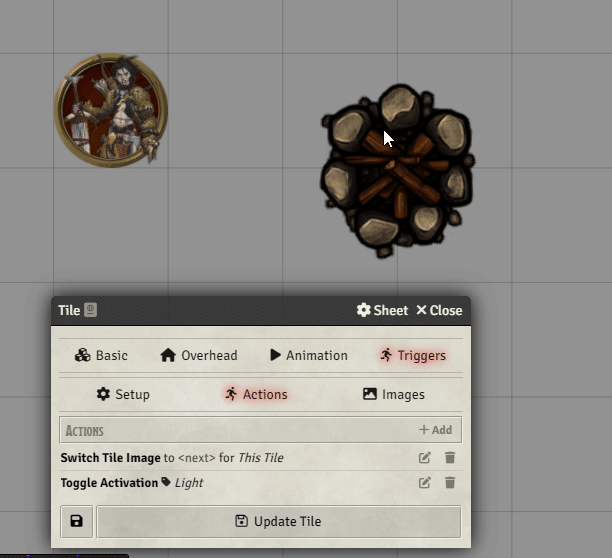 Tile Sheet Close
Basic Overhead Animation Triggers
Setup Actions Images
ACTIONS + Add
Switch Tile Image to <next> for This Tile
Toggle Activation Light
Update Tile